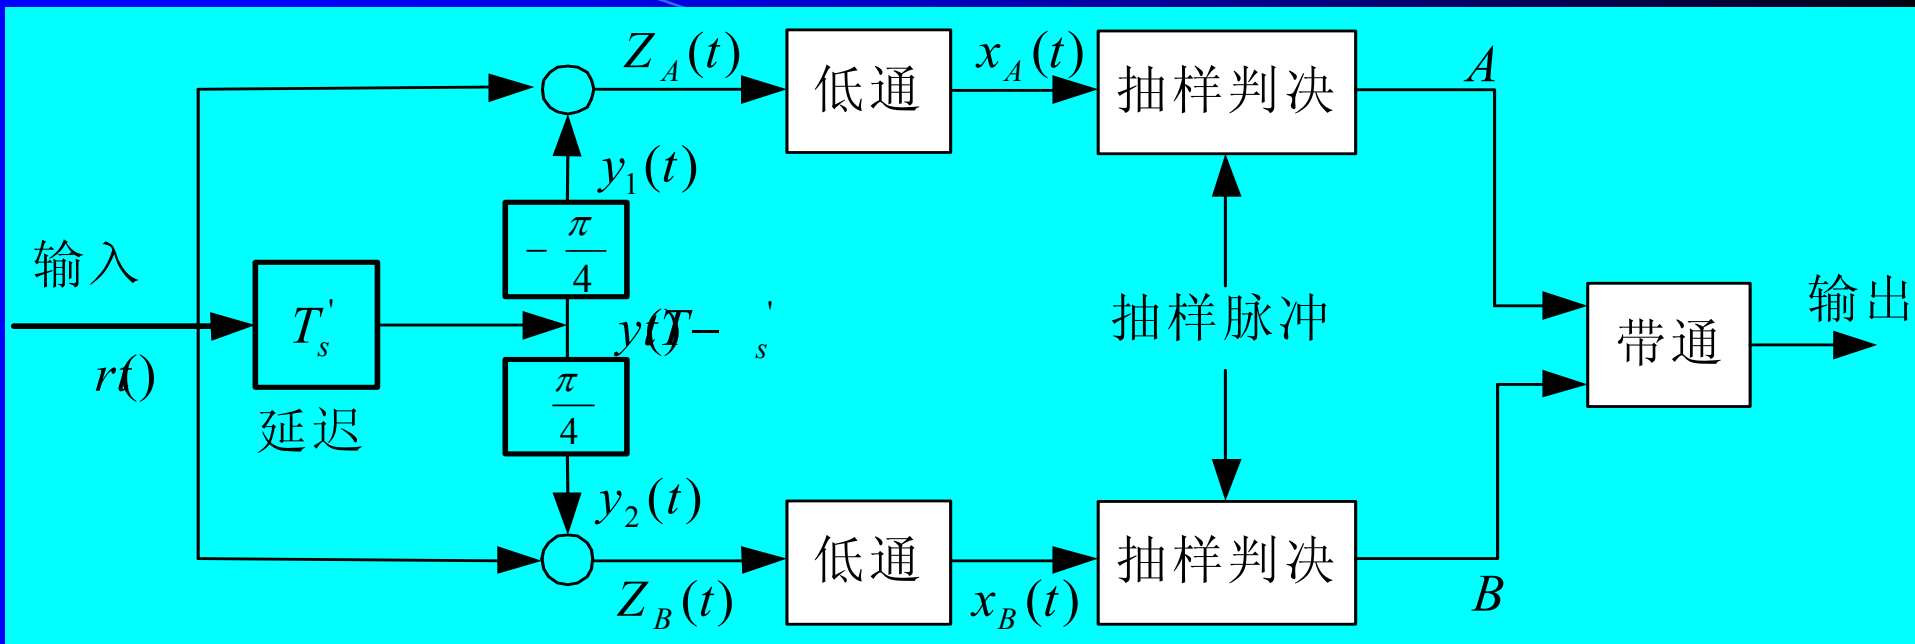 Z_A(t)
低通
x_A(t)
抽样判决
A
y_1(t)
-π/4
输入
T_s'
r(t)
延迟
y(t-T_s')
π/4
抽样脉冲
带通
输出
y_2(t)
Z_B(t)
低通
x_B(t)
抽样判决
B